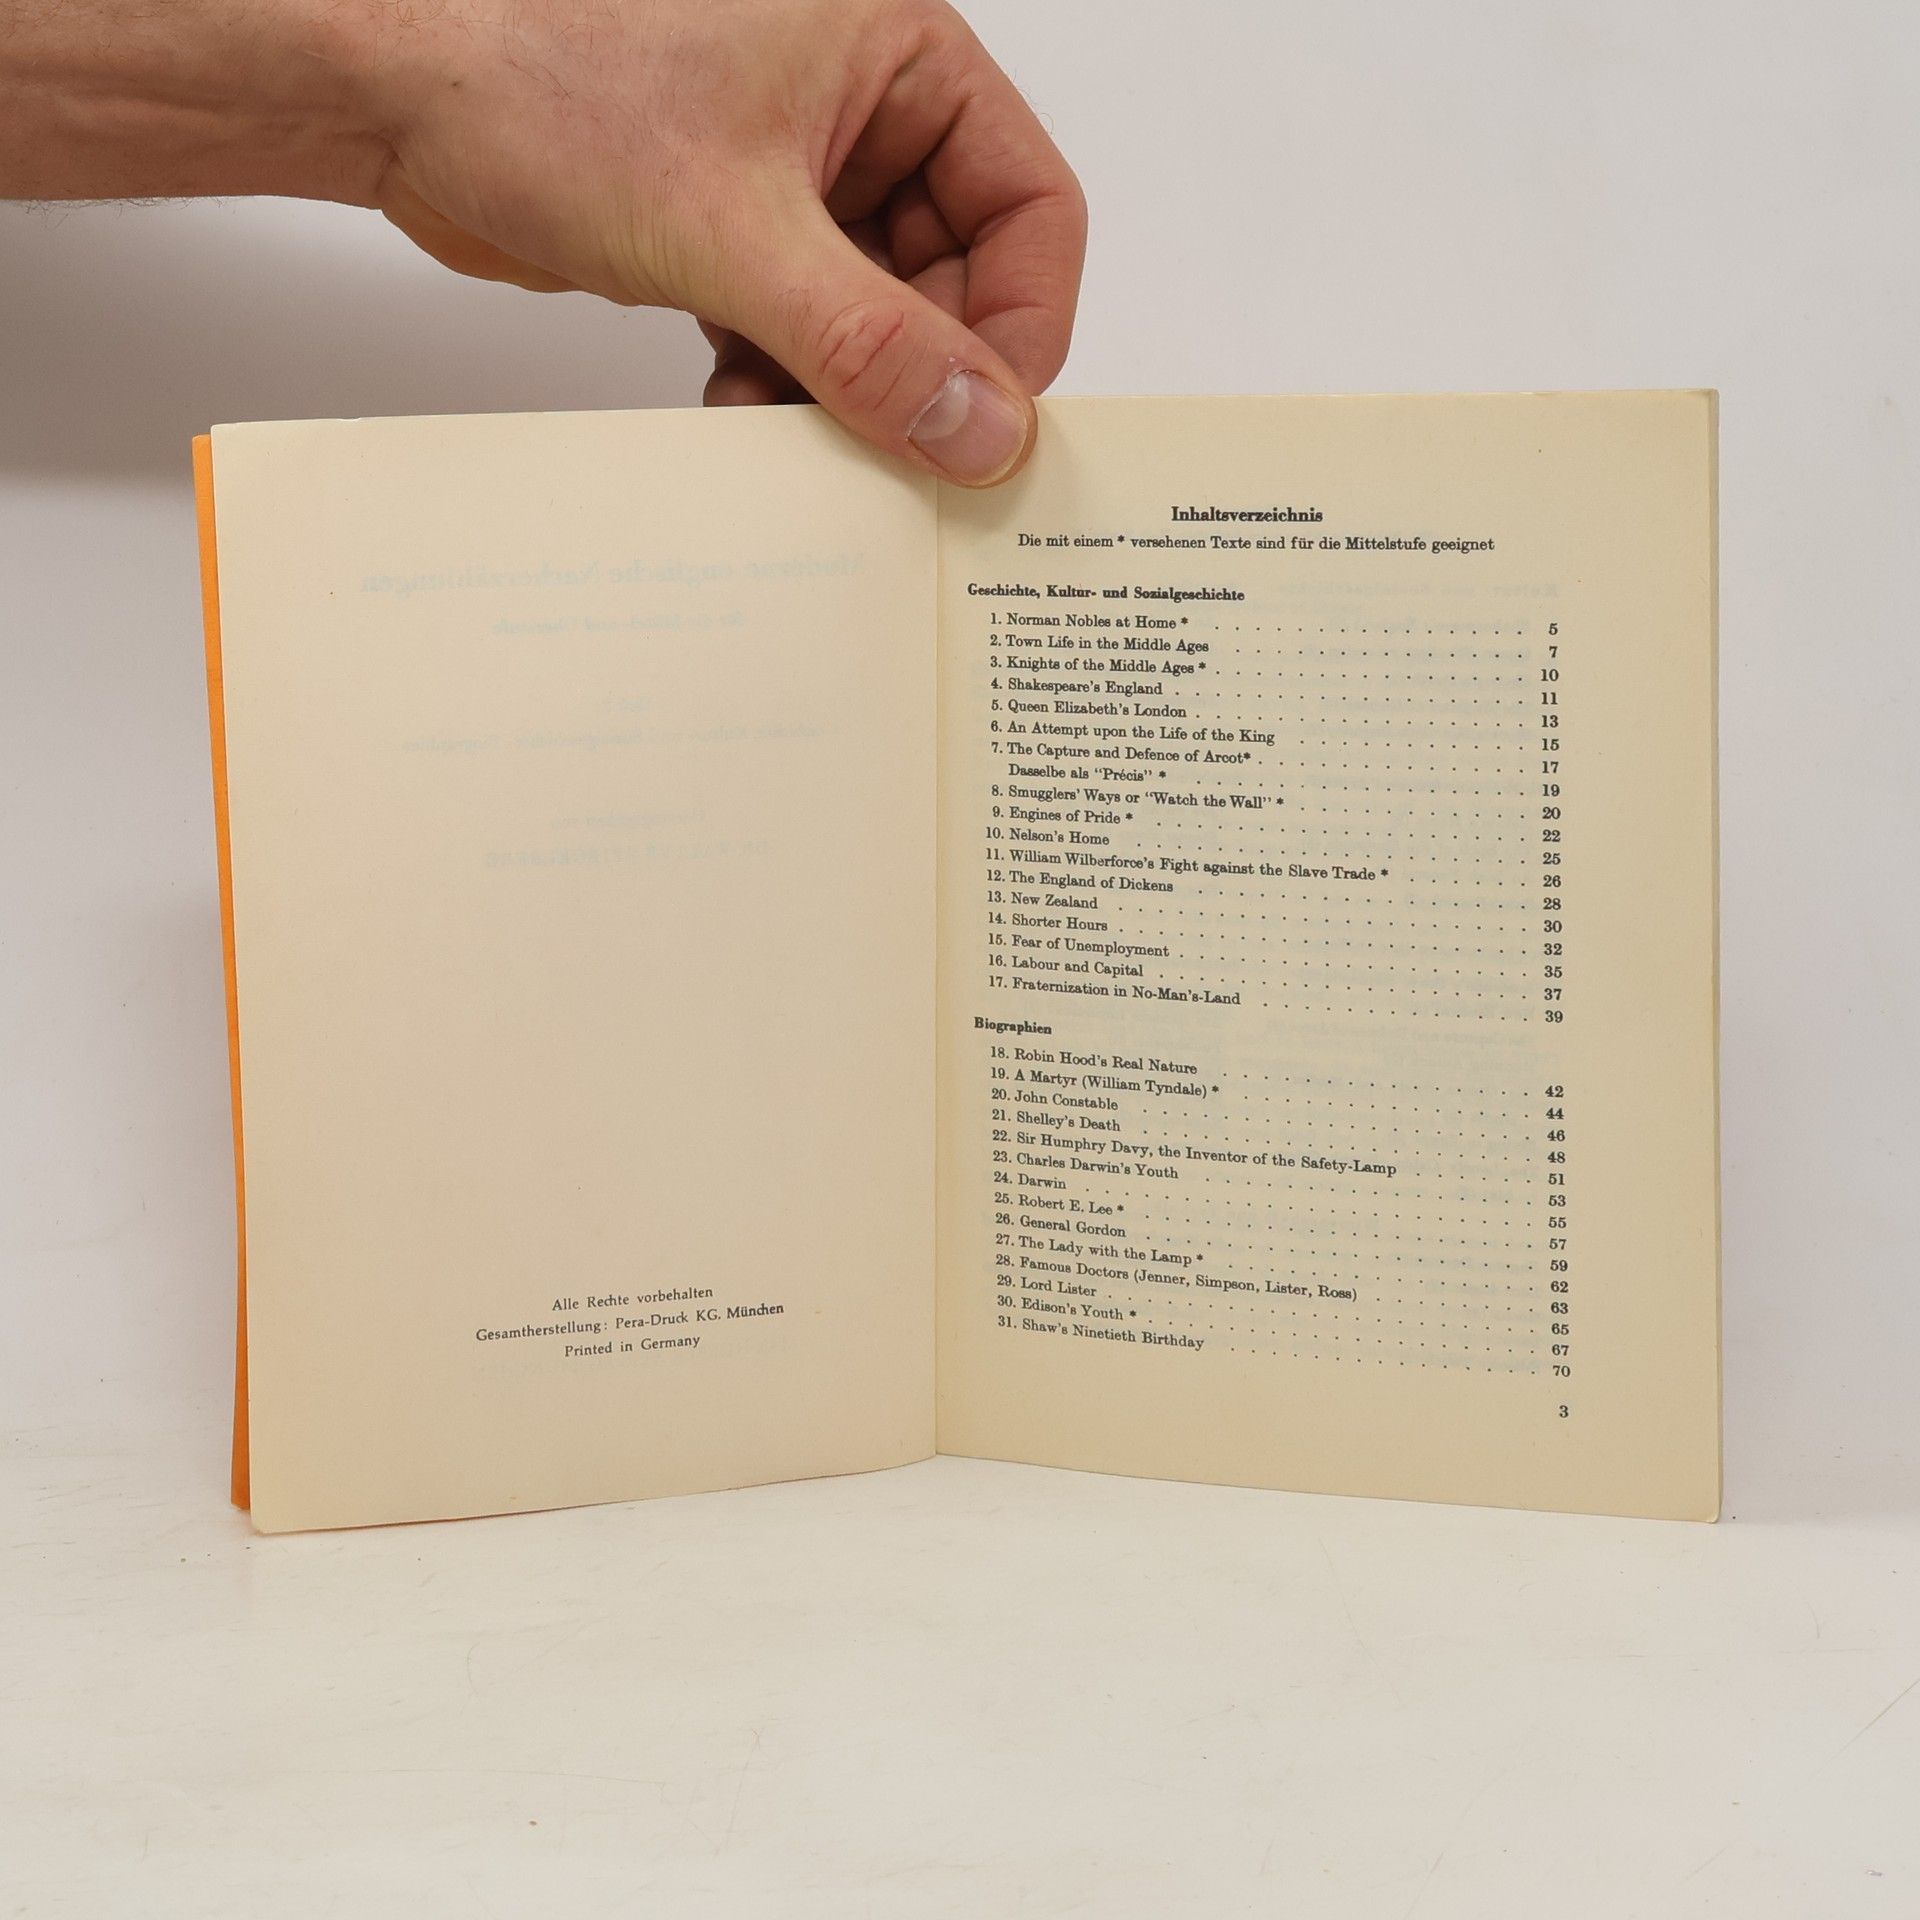 Alle Rechte vorbehalten
Gesamtherstellung: Pera-Druck KG. München
Printed in Germany
Inhaltsverzeichnis
Die mit einem * versehenen Texte sind für die Mittelstufe geeignet
Geschichte, Kultur- und Sozialgeschichte
1. Norman Nobles at Home * . . . . . . . . . . . . . . . 5
2. Town Life in the Middle Ages . . . . . . . . . . . . . . 7
3. Knights of the Middle Ages * . . . . . . . . . . . . . . . 10
4. Shakespeare's England . . . . . . . . . . . . . . . . . 11
5. Queen Elizabeth's London . . . . . . . . . . . . . . . . 13
6. An Attempt upon the Life of the King . . . . . . . . . . . 15
7. The Capture and Defence of Arcot* . . . . . . . . . . . . . 17
Dasselbe als “Précis” * . . . . . . . . . . . . . . . . 19
8. Smugglers' Ways or “Watch the Wall” * . . . . . . . . . . . 20
9. Engines of Pride * . . . . . . . . . . . . . . . . . . 22
10. Nelson's Home . . . . . . . . . . . . . . . . . . . 25
11. William Wilberforce's Fight against the Slave Trade * . . . . . . 26
12. The England of Dickens . . . . . . . . . . . . . . . . 28
13. New Zealand . . . . . . . . . . . . . . . . . . . . 30
14. Shorter Hours . . . . . . . . . . . . . . . . . . . . 32
15. Fear of Unemployment . . . . . . . . . . . . . . . . . 35
16. Labour and Capital . . . . . . . . . . . . . . . . . . 37
17. Fraternization in No-Man's-Land . . . . . . . . . . . . . 39
Biographien
18. Robin Hood's Real Nature . . . . . . . . . . . . . . . 42
19. A Martyr (William Tyndale) * . . . . . . . . . . . . . . 44
20. John Constable . . . . . . . . . . . . . . . . . . . 46
21. Shelley's Death . . . . . . . . . . . . . . . . . . . 48
22. Sir Humphry Davy, the Inventor of the Safety-Lamp . . . . . . 51
23. Charles Darwin's Youth . . . . . . . . . . . . . . . . 53
24. Darwin . . . . . . . . . . . . . . . . . . . . . . 55
25. Robert E. Lee * . . . . . . . . . . . . . . . . . . . 57
26. General Gordon . . . . . . . . . . . . . . . . . . . 59
27. The Lady with the Lamp * . . . . . . . . . . . . . . . 62
28. Famous Doctors (Jenner, Simpson, Lister, Ross) . . . . . . . . 63
29. Lord Lister . . . . . . . . . . . . . . . . . . . . . 65
30. Edison's Youth * . . . . . . . . . . . . . . . . . . . 67
31. Shaw's Ninetieth Birthday . . . . . . . . . . . . . . . 70
3